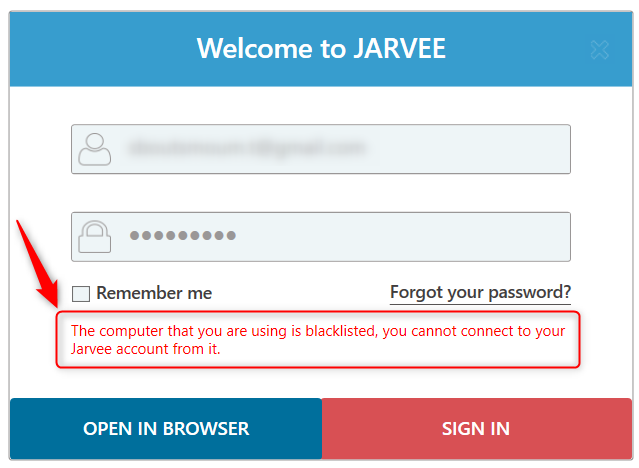 Welcome to JARVEE
●●●●●●●●●
Remember me
Forgot your password?
The computer that you are using is blacklisted, you cannot connect to your
Jarvee account from it.
OPEN IN BROWSER
SIGN IN